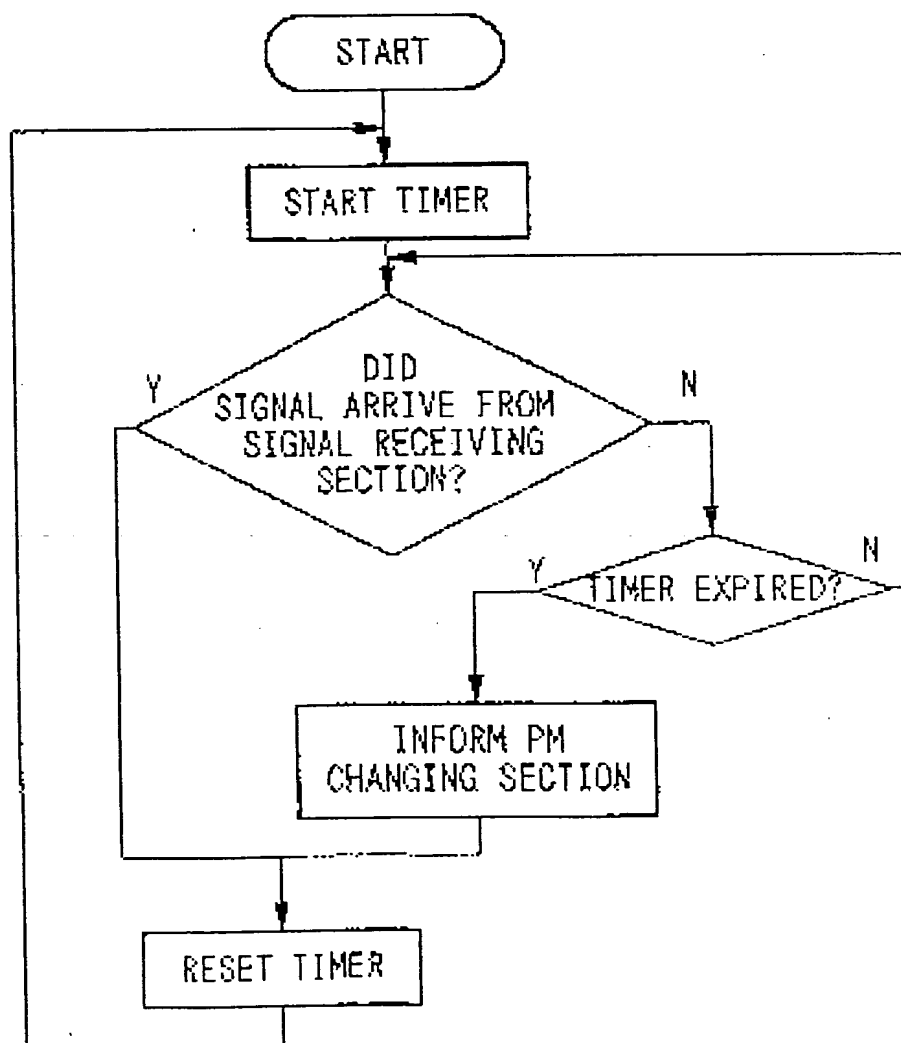 START
START TIMER
Y
N
DID
SIGNAL ARRIVE FROM
SIGNAL RECEIVING
SECTION?
Y
N
TIMER EXPIRED?
INFORM PM
CHANGING SECTION
RESET TIMER